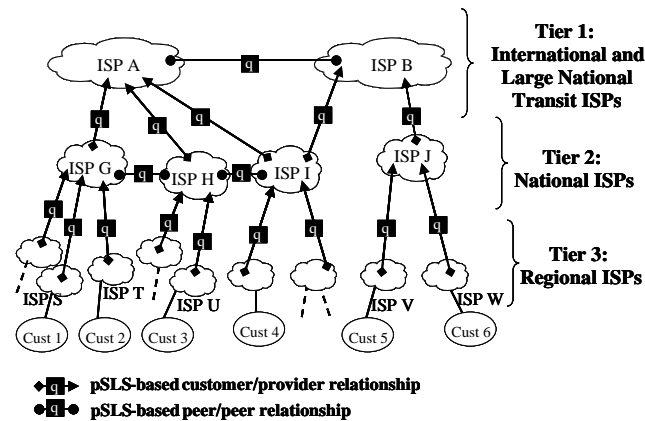 Tier 1:
International and
Large National
Transit ISPs
ISP A
q
ISP B
q
q
q
q
q
Tier 2:
National ISPs
ISP G
q
ISP H
q
ISP I
ISP J
q
q
q
q
q
q
q
q
q
Tier 3:
Regional ISPs
ISP S
ISP T
ISP U
ISP V
ISP W
Cust 1
Cust 2
Cust 3
Cust 4
Cust 5
Cust 6
q pSLS-based customer/provider relationship
q pSLS-based peer/peer relationship